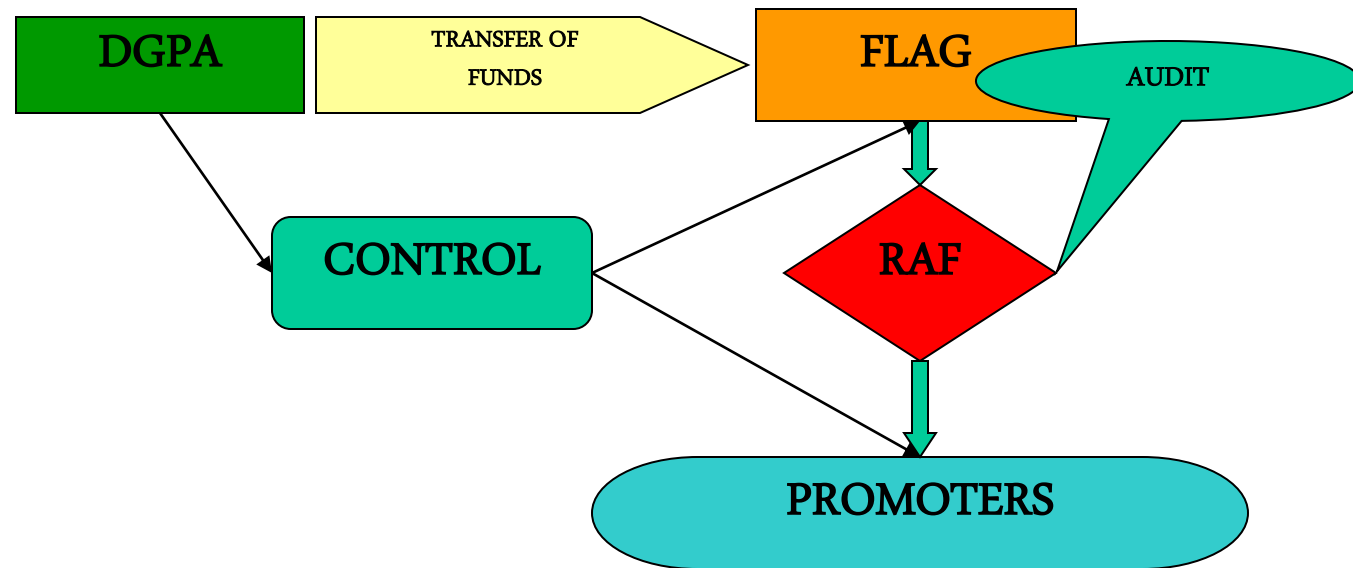 DGPA
TRANSFER OF
FUNDS
FLAG
AUDIT
CONTROL
RAF
PROMOTERS